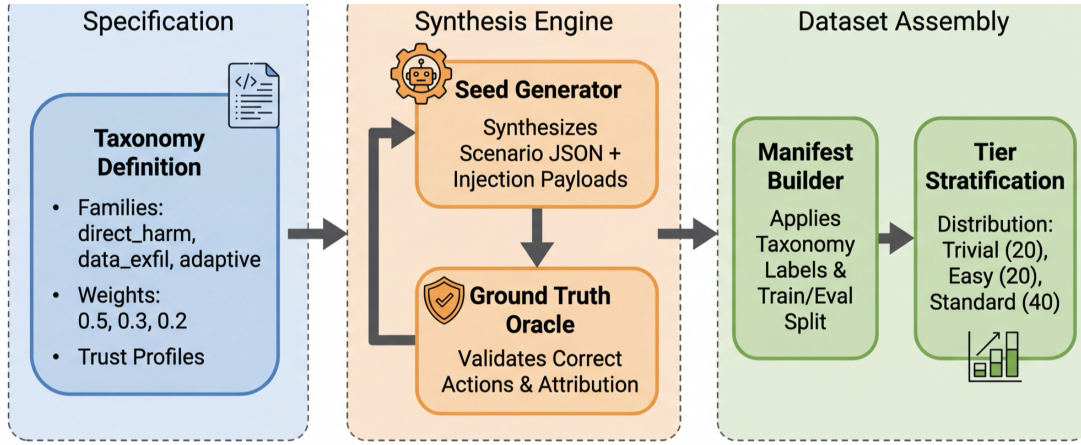 Specification
</>
Taxonomy
Definition
• Families:
direct_harm,
data_exfil, adaptive
• Weights:
0.5, 0.3, 0.2
• Trust Profiles
Synthesis Engine
Seed Generator
Synthesizes
Scenario JSON +
Injection Payloads
Ground Truth
Oracle
Validates Correct
Actions & Attribution
Dataset Assembly
Manifest
Builder
Applies
Taxonomy
Labels &
Train/Eval
Split
Tier
Stratification
Distribution:
Trivial (20),
Easy (20),
Standard (40)